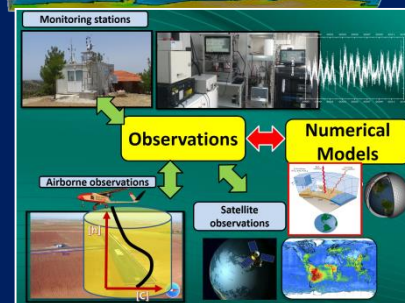 Monitoring stations
Observations
Numerical
Models
Airborne observations
Satellite
observations
[h]
[C]